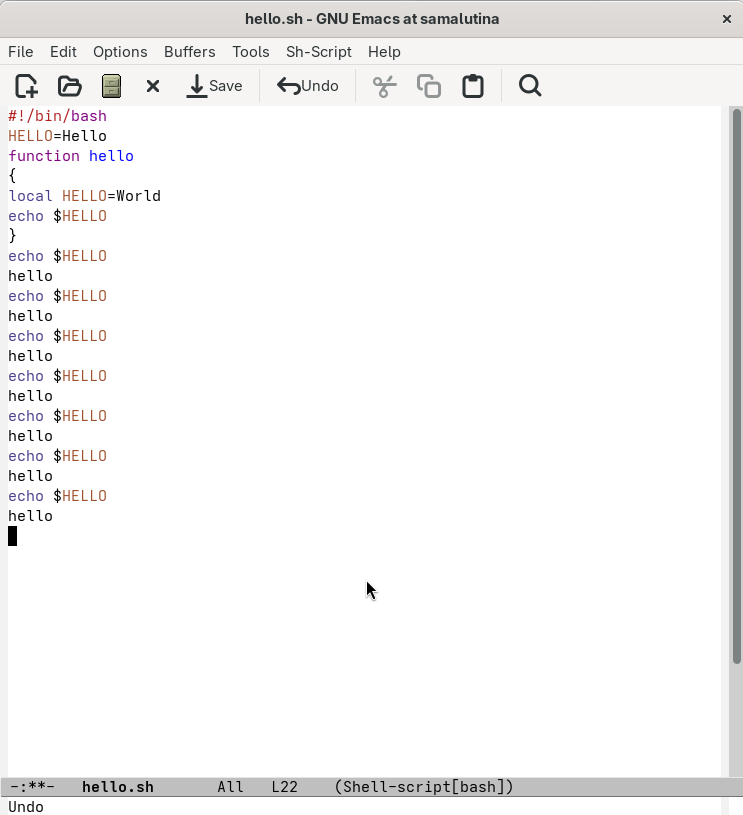 hello.sh - GNU Emacs at samalutina
File Edit Options Buffers Tools Sh-Script Help
Save Undo
#!/bin/bash
HELLO=Hello
function hello
{
local HELLO=World
echo $HELLO
}
echo $HELLO
hello
echo $HELLO
hello
echo $HELLO
hello
echo $HELLO
hello
echo $HELLO
hello
echo $HELLO
hello
echo $HELLO
hello
-:**- hello.sh All L22 (Shell-script[bash])
Undo